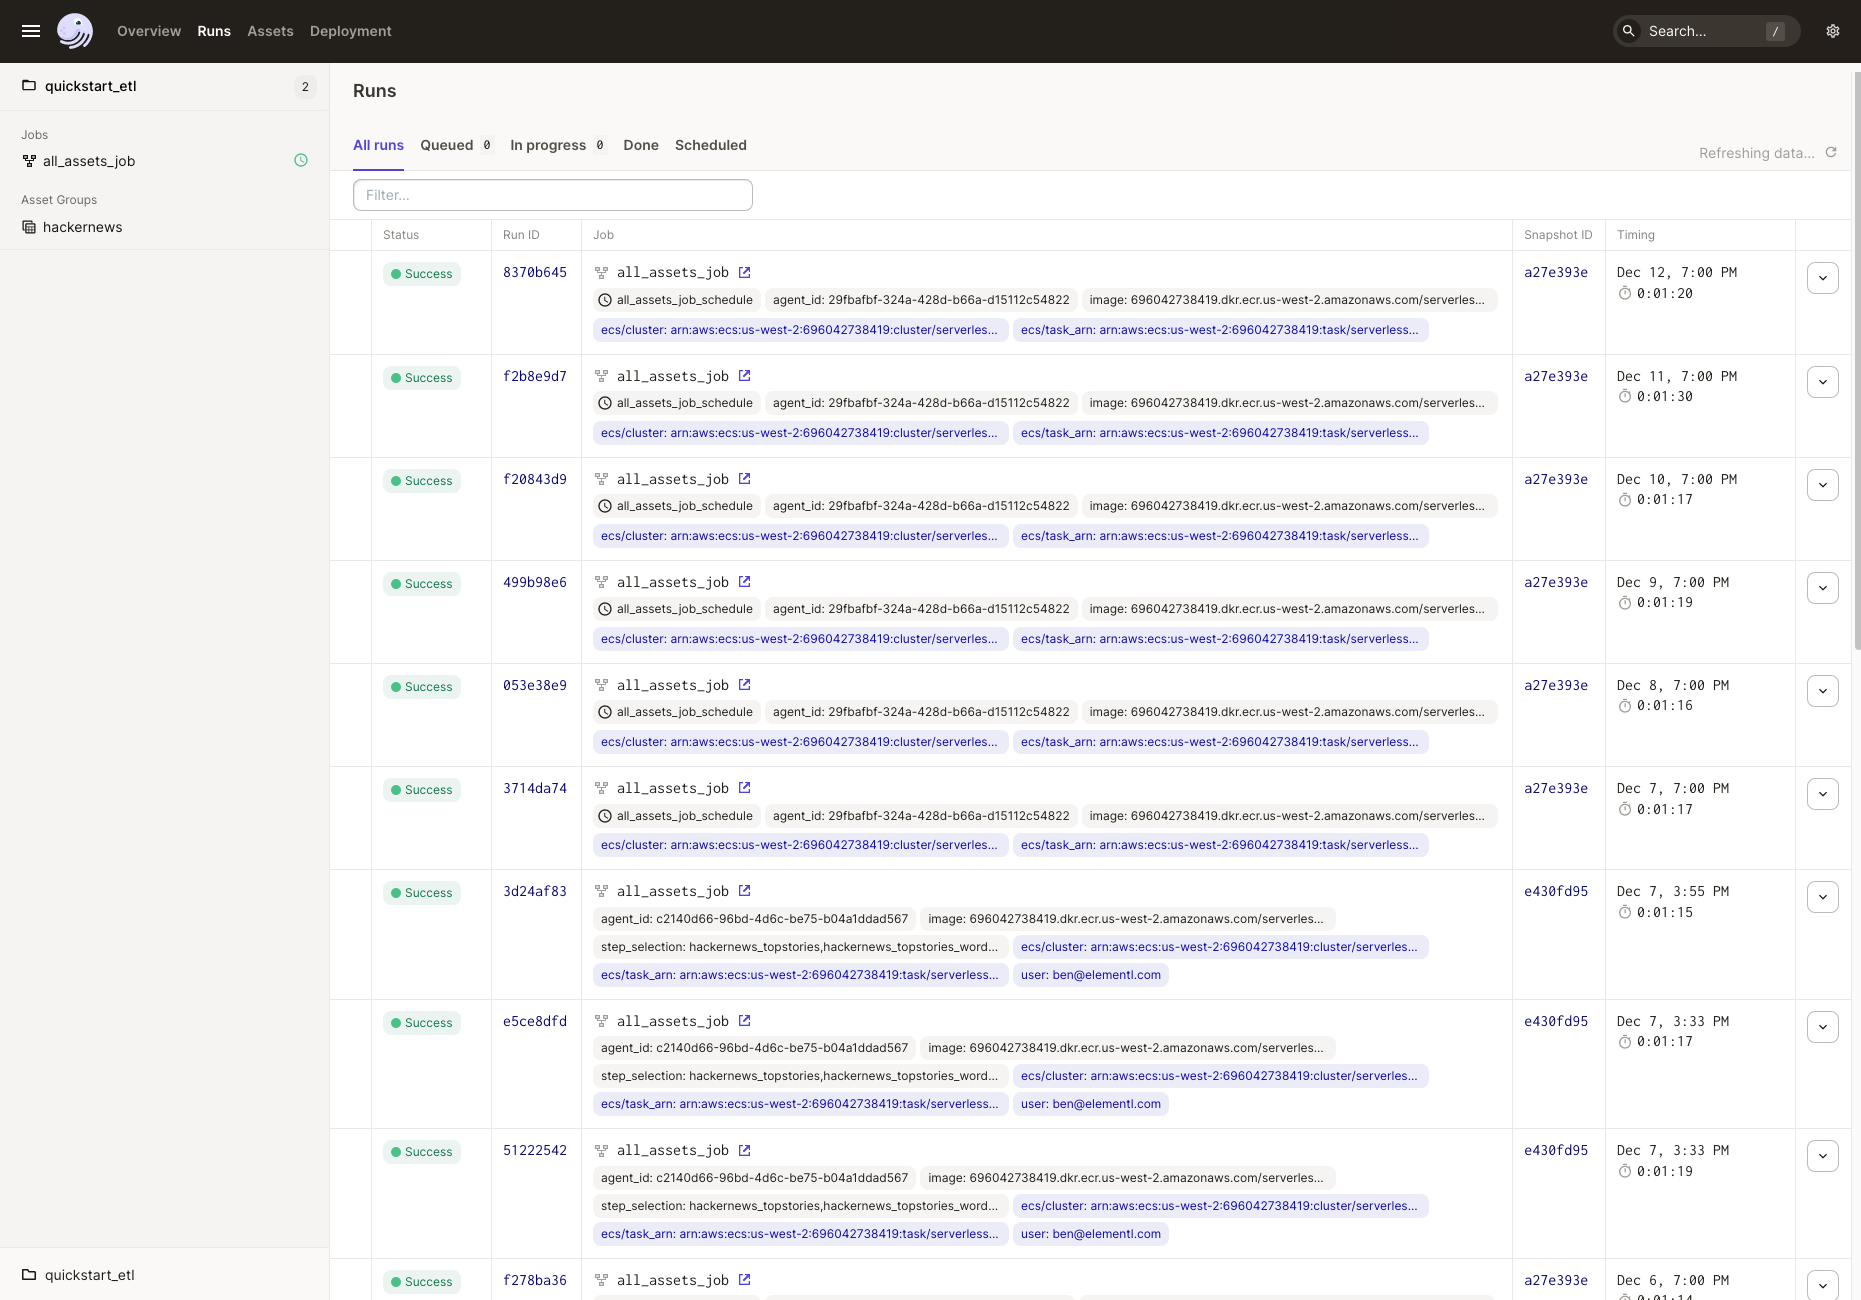 Overview Runs Assets Deployment Search... /
quickstart_etl 2
Jobs
all_assets_job
Asset Groups
hackernews
quickstart_etl
Runs
All runs Queued 0 In progress 0 Done Scheduled
Refreshing data...
Filter...
Status Run ID Job Snapshot ID Timing
Success 8370b645 all_assets_job a27e393e Dec 12, 7:00 PM
all_assets_job_schedule agent_id: 29fbafbf-324a-428d-b66a-d15112c54822 image: 696042738419.dkr.ecr.us-west-2.amazonaws.com/serverles... 0:01:20
ecs/cluster: arn:aws:ecs:us-west-2:696042738419:cluster/serverles... ecs/task_arn: arn:aws:ecs:us-west-2:696042738419:task/serverless...
Success f2b8e9d7 all_assets_job a27e393e Dec 11, 7:00 PM
all_assets_job_schedule agent_id: 29fbafbf-324a-428d-b66a-d15112c54822 image: 696042738419.dkr.ecr.us-west-2.amazonaws.com/serverles... 0:01:30
ecs/cluster: arn:aws:ecs:us-west-2:696042738419:cluster/serverles... ecs/task_arn: arn:aws:ecs:us-west-2:696042738419:task/serverless...
Success f20843d9 all_assets_job a27e393e Dec 10, 7:00 PM
all_assets_job_schedule agent_id: 29fbafbf-324a-428d-b66a-d15112c54822 image: 696042738419.dkr.ecr.us-west-2.amazonaws.com/serverles... 0:01:17
ecs/cluster: arn:aws:ecs:us-west-2:696042738419:cluster/serverles... ecs/task_arn: arn:aws:ecs:us-west-2:696042738419:task/serverless...
Success 499b98e6 all_assets_job a27e393e Dec 9, 7:00 PM
all_assets_job_schedule agent_id: 29fbafbf-324a-428d-b66a-d15112c54822 image: 696042738419.dkr.ecr.us-west-2.amazonaws.com/serverles... 0:01:19
ecs/cluster: arn:aws:ecs:us-west-2:696042738419:cluster/serverles... ecs/task_arn: arn:aws:ecs:us-west-2:696042738419:task/serverless...
Success 053e38e9 all_assets_job a27e393e Dec 8, 7:00 PM
all_assets_job_schedule agent_id: 29fbafbf-324a-428d-b66a-d15112c54822 image: 696042738419.dkr.ecr.us-west-2.amazonaws.com/serverles... 0:01:16
ecs/cluster: arn:aws:ecs:us-west-2:696042738419:cluster/serverles... ecs/task_arn: arn:aws:ecs:us-west-2:696042738419:task/serverless...
Success 3714da74 all_assets_job a27e393e Dec 7, 7:00 PM
all_assets_job_schedule agent_id: 29fbafbf-324a-428d-b66a-d15112c54822 image: 696042738419.dkr.ecr.us-west-2.amazonaws.com/serverles... 0:01:17
ecs/cluster: arn:aws:ecs:us-west-2:696042738419:cluster/serverles... ecs/task_arn: arn:aws:ecs:us-west-2:696042738419:task/serverless...
Success 3d24af83 all_assets_job e430fd95 Dec 7, 3:55 PM
agent_id: c2140d66-96bd-4d6c-be75-b04a1ddad567 image: 696042738419.dkr.ecr.us-west-2.amazonaws.com/serverles... 0:01:15
step_selection: hackernews_topstories,hackernews_topstories_word... ecs/cluster: arn:aws:ecs:us-west-2:696042738419:cluster/serverles...
ecs/task_arn: arn:aws:ecs:us-west-2:696042738419:task/serverless... user: ben@elementl.com
Success e5ce8dfd all_assets_job e430fd95 Dec 7, 3:33 PM
agent_id: c2140d66-96bd-4d6c-be75-b04a1ddad567 image: 696042738419.dkr.ecr.us-west-2.amazonaws.com/serverles... 0:01:17
step_selection: hackernews_topstories,hackernews_topstories_word... ecs/cluster: arn:aws:ecs:us-west-2:696042738419:cluster/serverles...
ecs/task_arn: arn:aws:ecs:us-west-2:696042738419:task/serverless... user: ben@elementl.com
Success 51222542 all_assets_job e430fd95 Dec 7, 3:33 PM
agent_id: c2140d66-96bd-4d6c-be75-b04a1ddad567 image: 696042738419.dkr.ecr.us-west-2.amazonaws.com/serverles... 0:01:19
step_selection: hackernews_topstories,hackernews_topstories_word... ecs/cluster: arn:aws:ecs:us-west-2:696042738419:cluster/serverles...
ecs/task_arn: arn:aws:ecs:us-west-2:696042738419:task/serverless... user: ben@elementl.com
Success f278ba36 all_assets_job a27e393e Dec 6, 7:00 PM